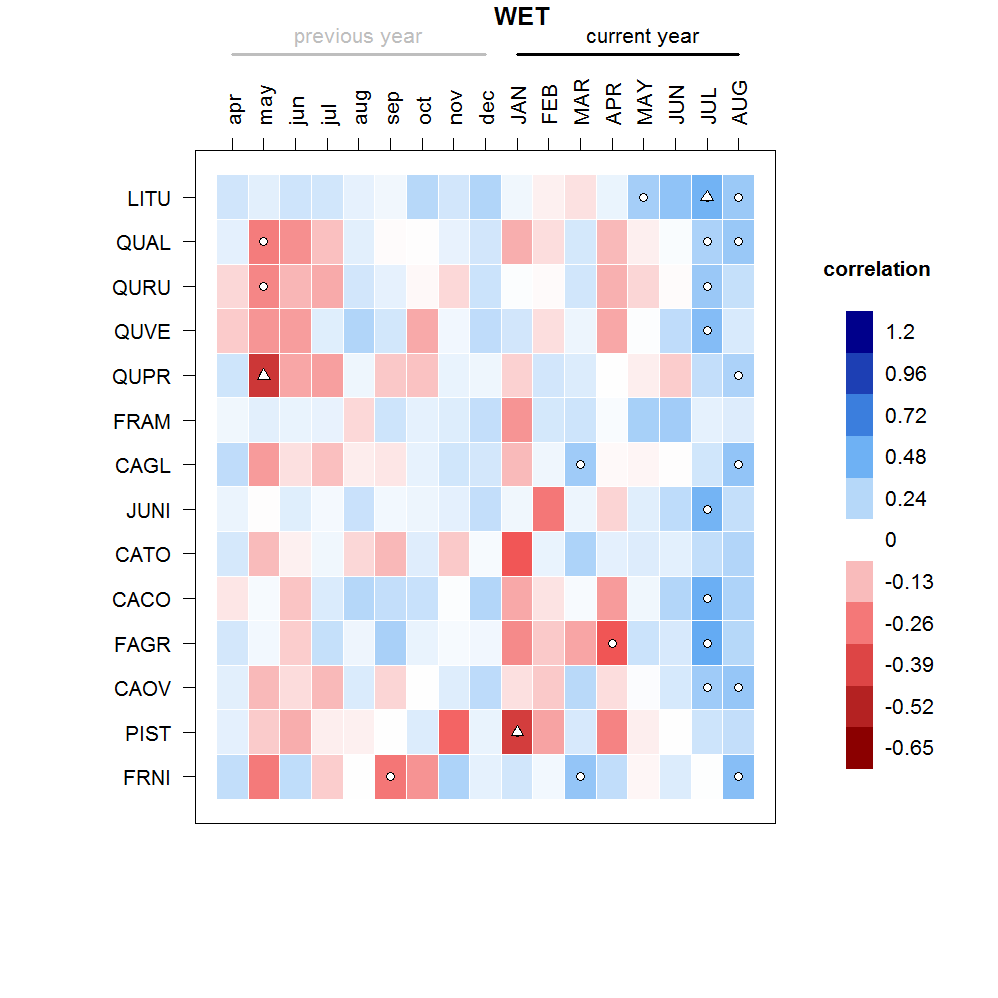 WET
previous year current year
apr may jun jul aug sep oct nov dec JAN FEB MAR APR MAY JUN JUL AUG
LITU
QUAL
QURU
QUVE
QUPR
FRAM
CAGL
JUNI
CATO
CACO
FAGR
CAOV
PIST
FRNI
correlation
1.2
0.96
0.72
0.48
0.24
0
-0.13
-0.26
-0.39
-0.52
-0.65